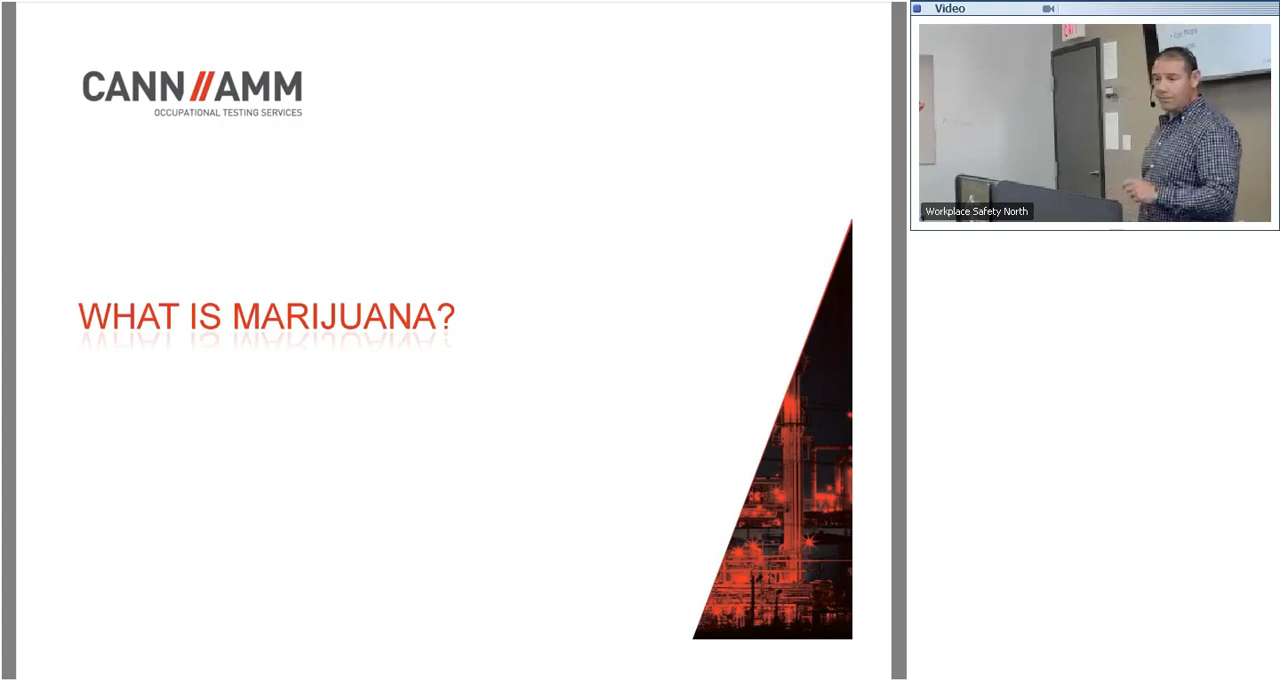 CANN//AMM
OCCUPATIONAL TESTING SERVICES
WHAT IS MARIJUANA?
Video
EXIT
Workplace Safety North